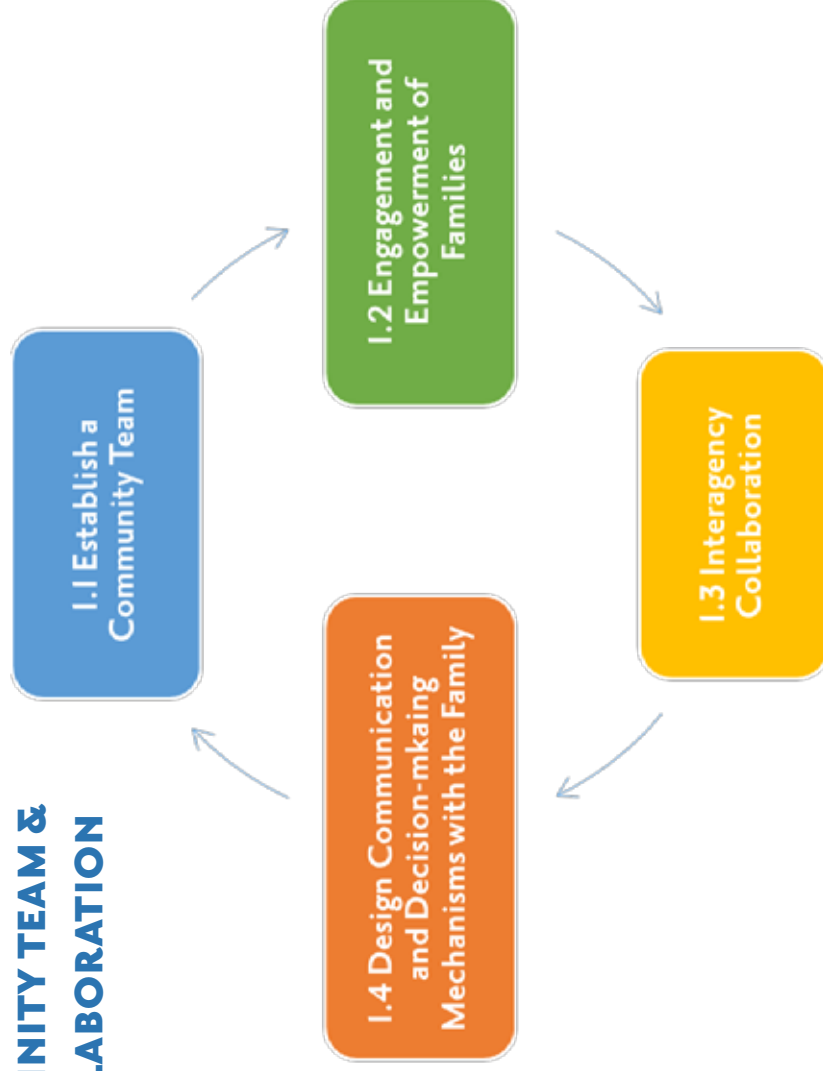 NITY TEAM &
ABORATION
1.1 Establish a
Community Team
1.2 Engagement and
Empowerment of
Families
1.3 Interagency
Collaboration
1.4 Design Communication
and Decision-mkaing
Mechanisms with the Family